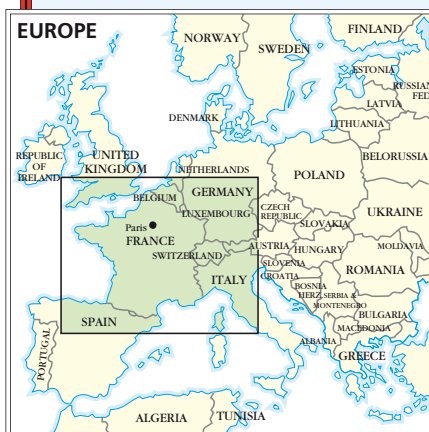 EUROPE
NORWAY
SWEDEN
FINLAND
ESTONIA
RUSSIAN
FED
LATVIA
LITHUANIA
DENMARK
BELORUSSIA
REPUBLIC
OF
IRELAND
UNITED
KINGDOM
NETHERLANDS
POLAND
GERMANY
BELGIUM
LUXEMBOURG
CZECH
REPUBLIC
UKRAINE
SLOVAKIA
Paris
FRANCE
SWITZERLAND
AUSTRIA
HUNGARY
MOLDAVIA
SLOVENIA
CROATIA
ROMANIA
ITALY
BOSNIA
HERZ.
SERBIA &
MONTENEGRO
BULGARIA
SPAIN
MACEDONIA
ALBANIA
PORTUGAL
GREECE
ALGERIA
TUNISIA